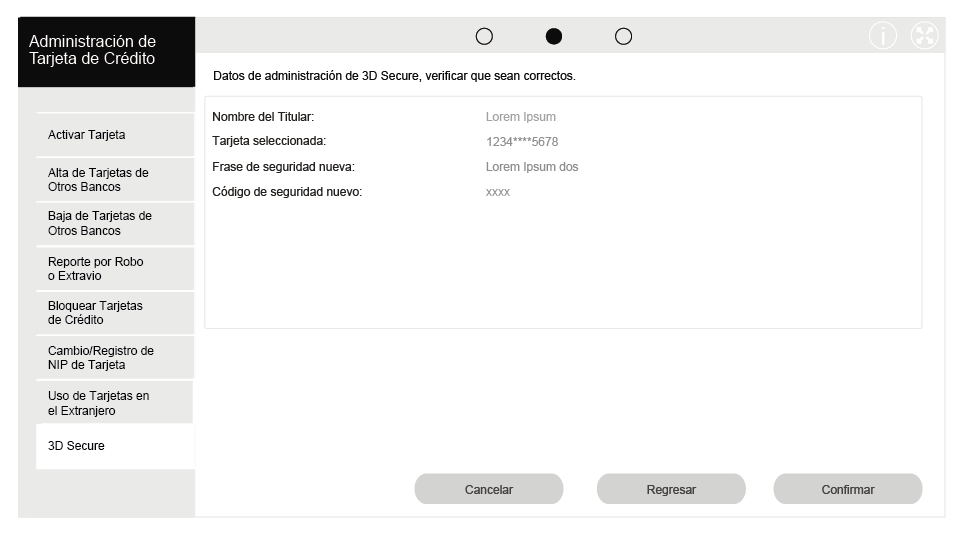 Administración de
Tarjeta de Crédito
Datos de administración de 3D Secure, verificar que sean correctos.
Nombre del Titular: Lorem Ipsum
Tarjeta seleccionada: 1234****5678
Frase de seguridad nueva: Lorem Ipsum dos
Código de seguridad nuevo: xxxx
Activar Tarjeta
Alta de Tarjetas de
Otros Bancos
Baja de Tarjetas de
Otros Bancos
Reporte por Robo
o Extravio
Bloquear Tarjetas
de Crédito
Cambio/Registro de
NIP de Tarjeta
Uso de Tarjetas en
el Extranjero
3D Secure
Cancelar Regresar Confirmar